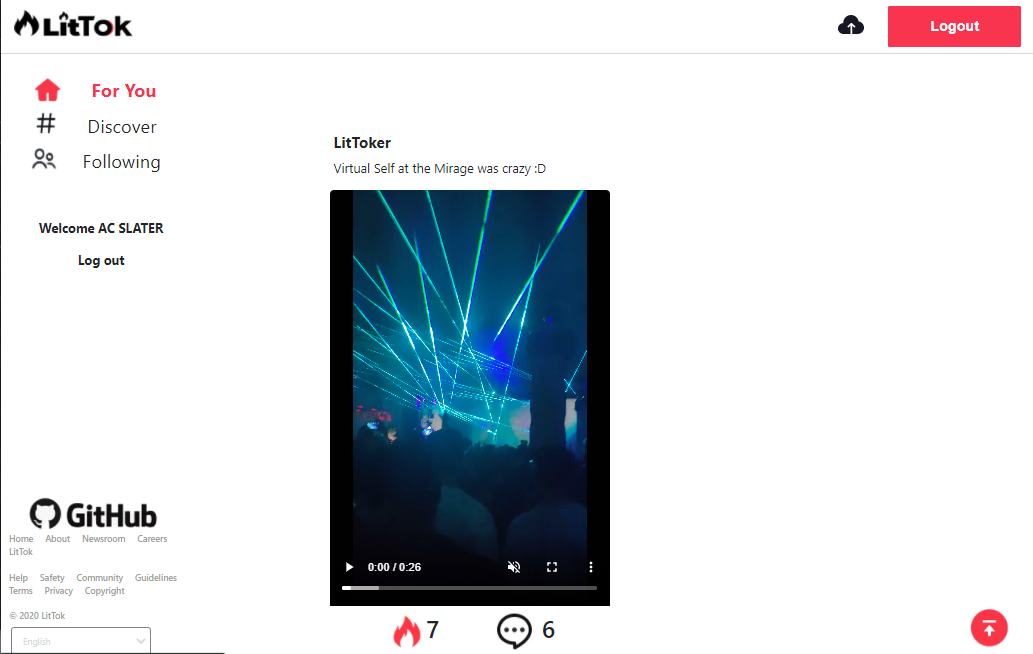 LitTok
Logout
For You
Discover
Following
Welcome AC SLATER
Log out
LitToker
Virtual Self at the Mirage was crazy :D
0:00 / 0:26
7
6
GitHub
Home About Newsroom Careers
LitTok
Help Safety Community Guidelines
Terms Privacy Copyright
© 2020 LitTok
English